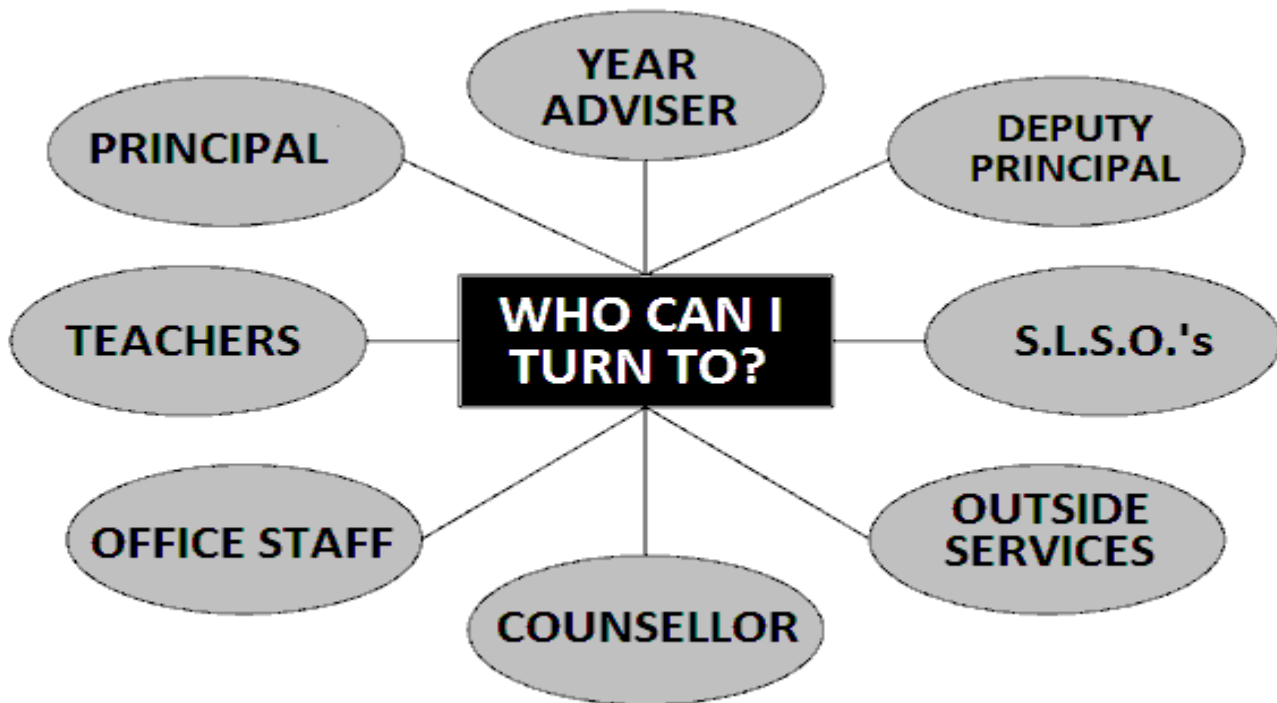 YEAR
ADVISER
PRINCIPAL
DEPUTY
PRINCIPAL
WHO CAN I
TURN TO?
TEACHERS
S.L.S.O.'s
OFFICE STAFF
OUTSIDE
SERVICES
COUNSELLOR